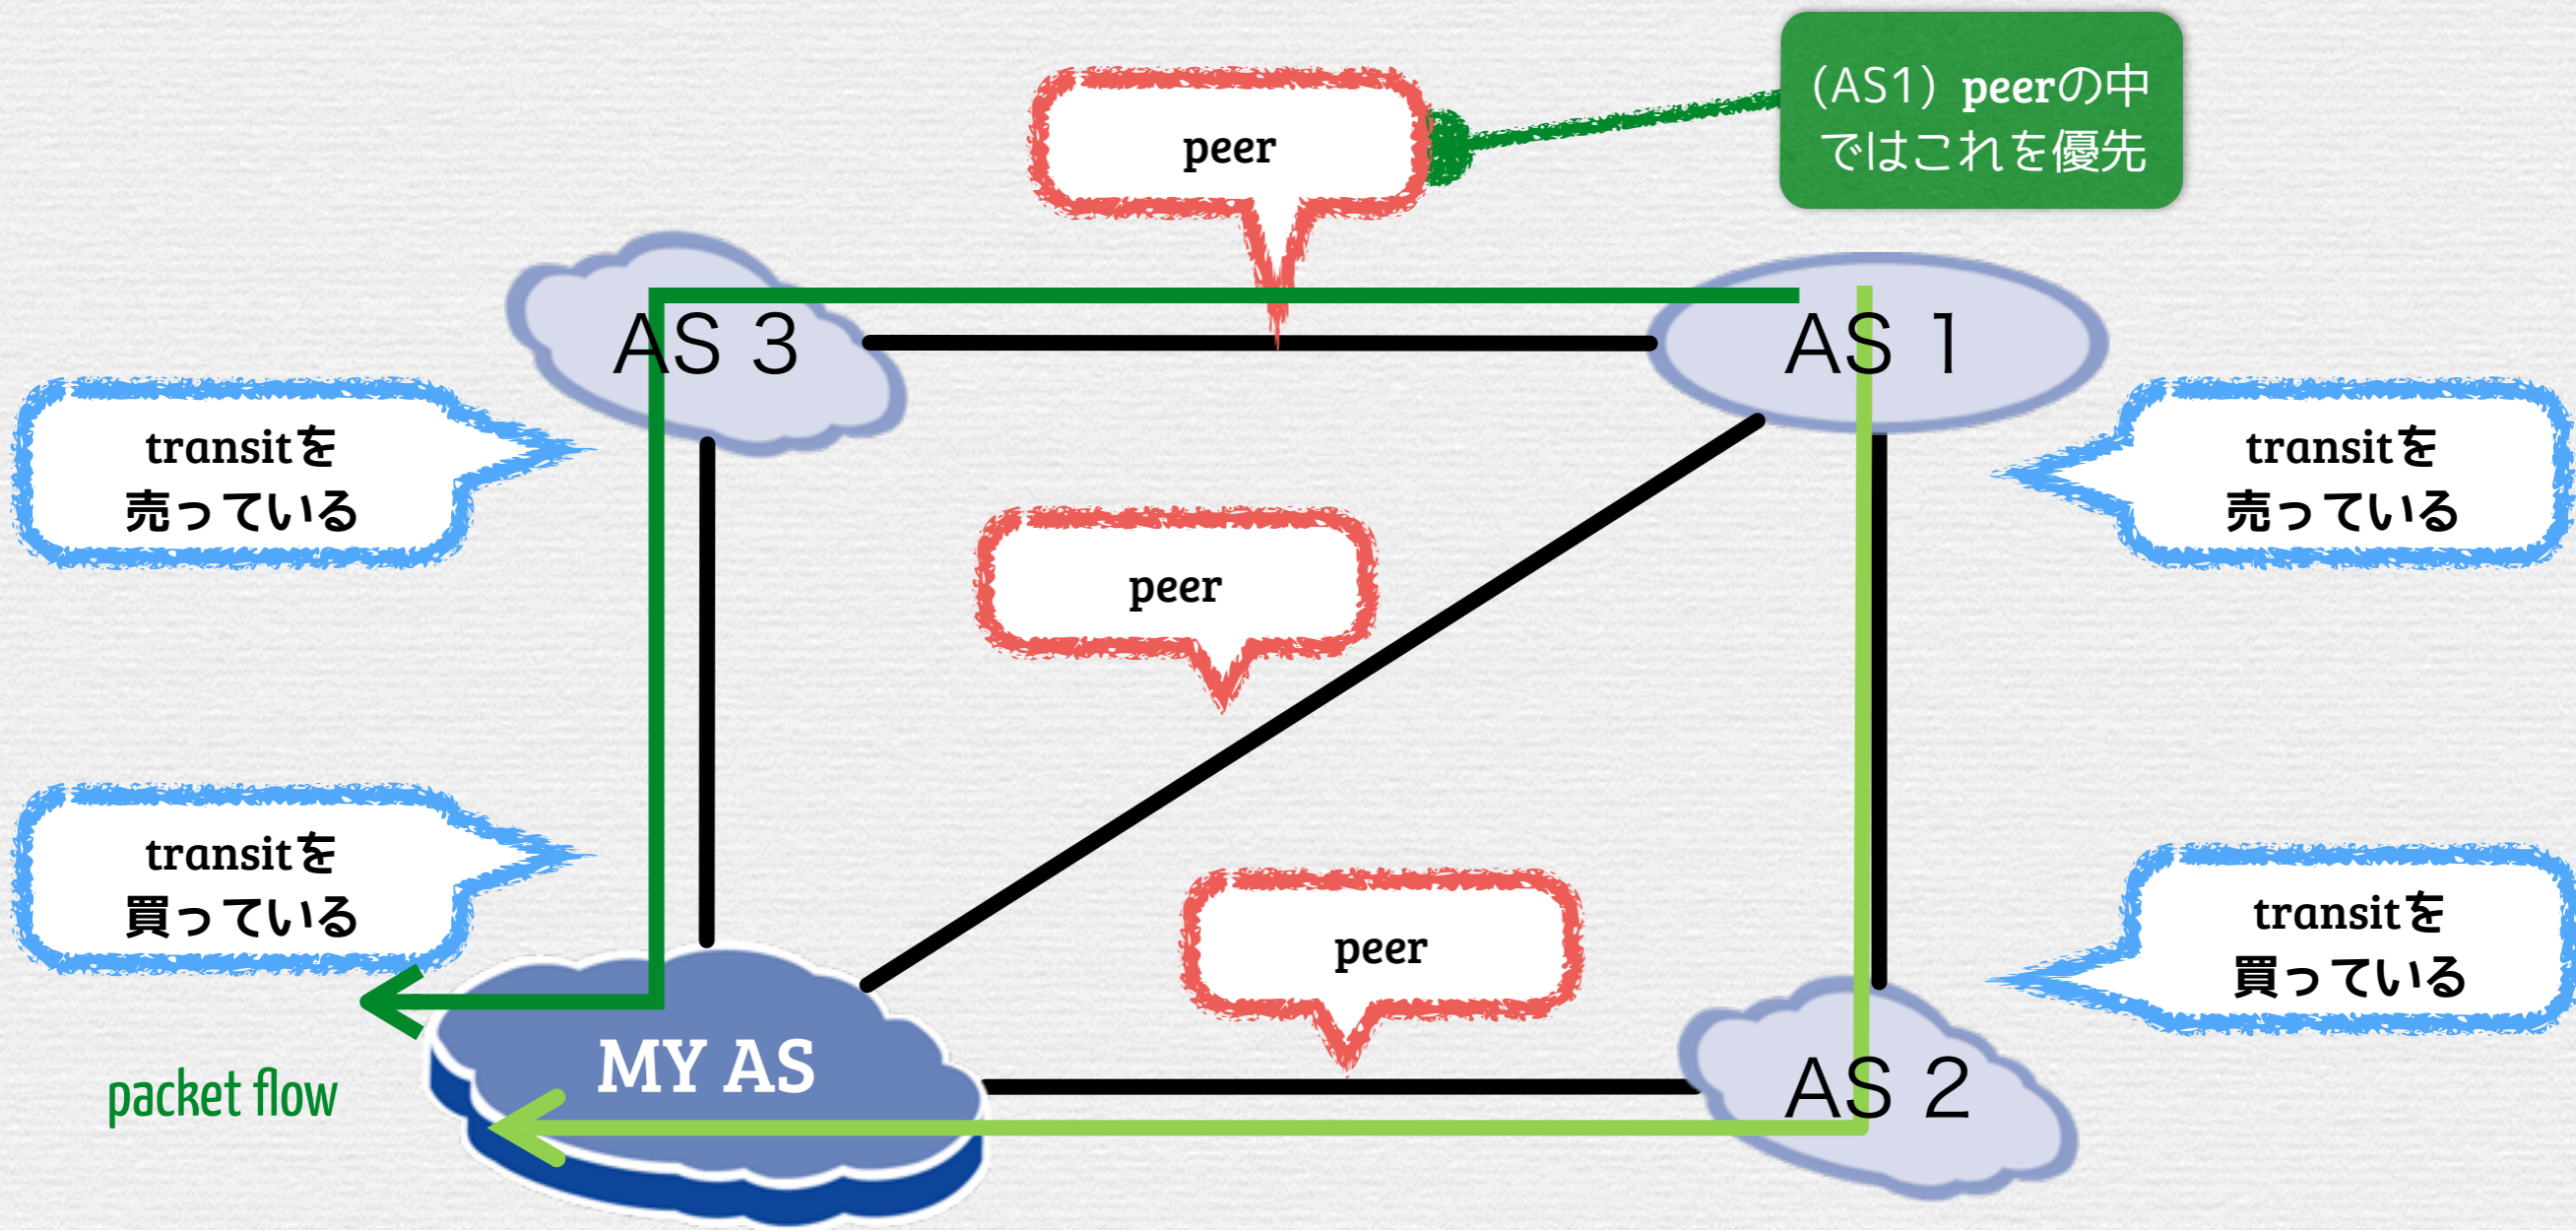 peer
(AS1) peerの中
ではこれを優先
AS 3
AS 1
transitを
売っている
transitを
売っている
peer
transitを
買っている
peer
transitを
買っている
MY AS
AS 2
packet flow